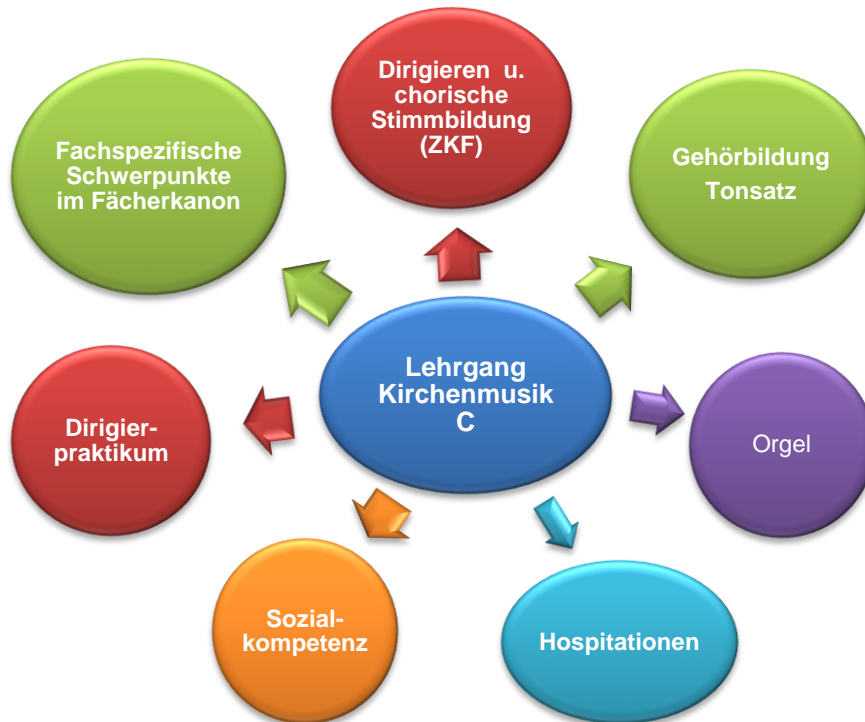 Dirigieren u.
chorische
Stimmbildung
(ZKF)
Fachspezifische
Schwerpunkte
im Fächerkanon
Gehörbildung
Tonsatz
Lehrgang
Kirchenmusik
C
Dirigier-
praktikum
Orgel
Sozial-
kompetenz
Hospitationen